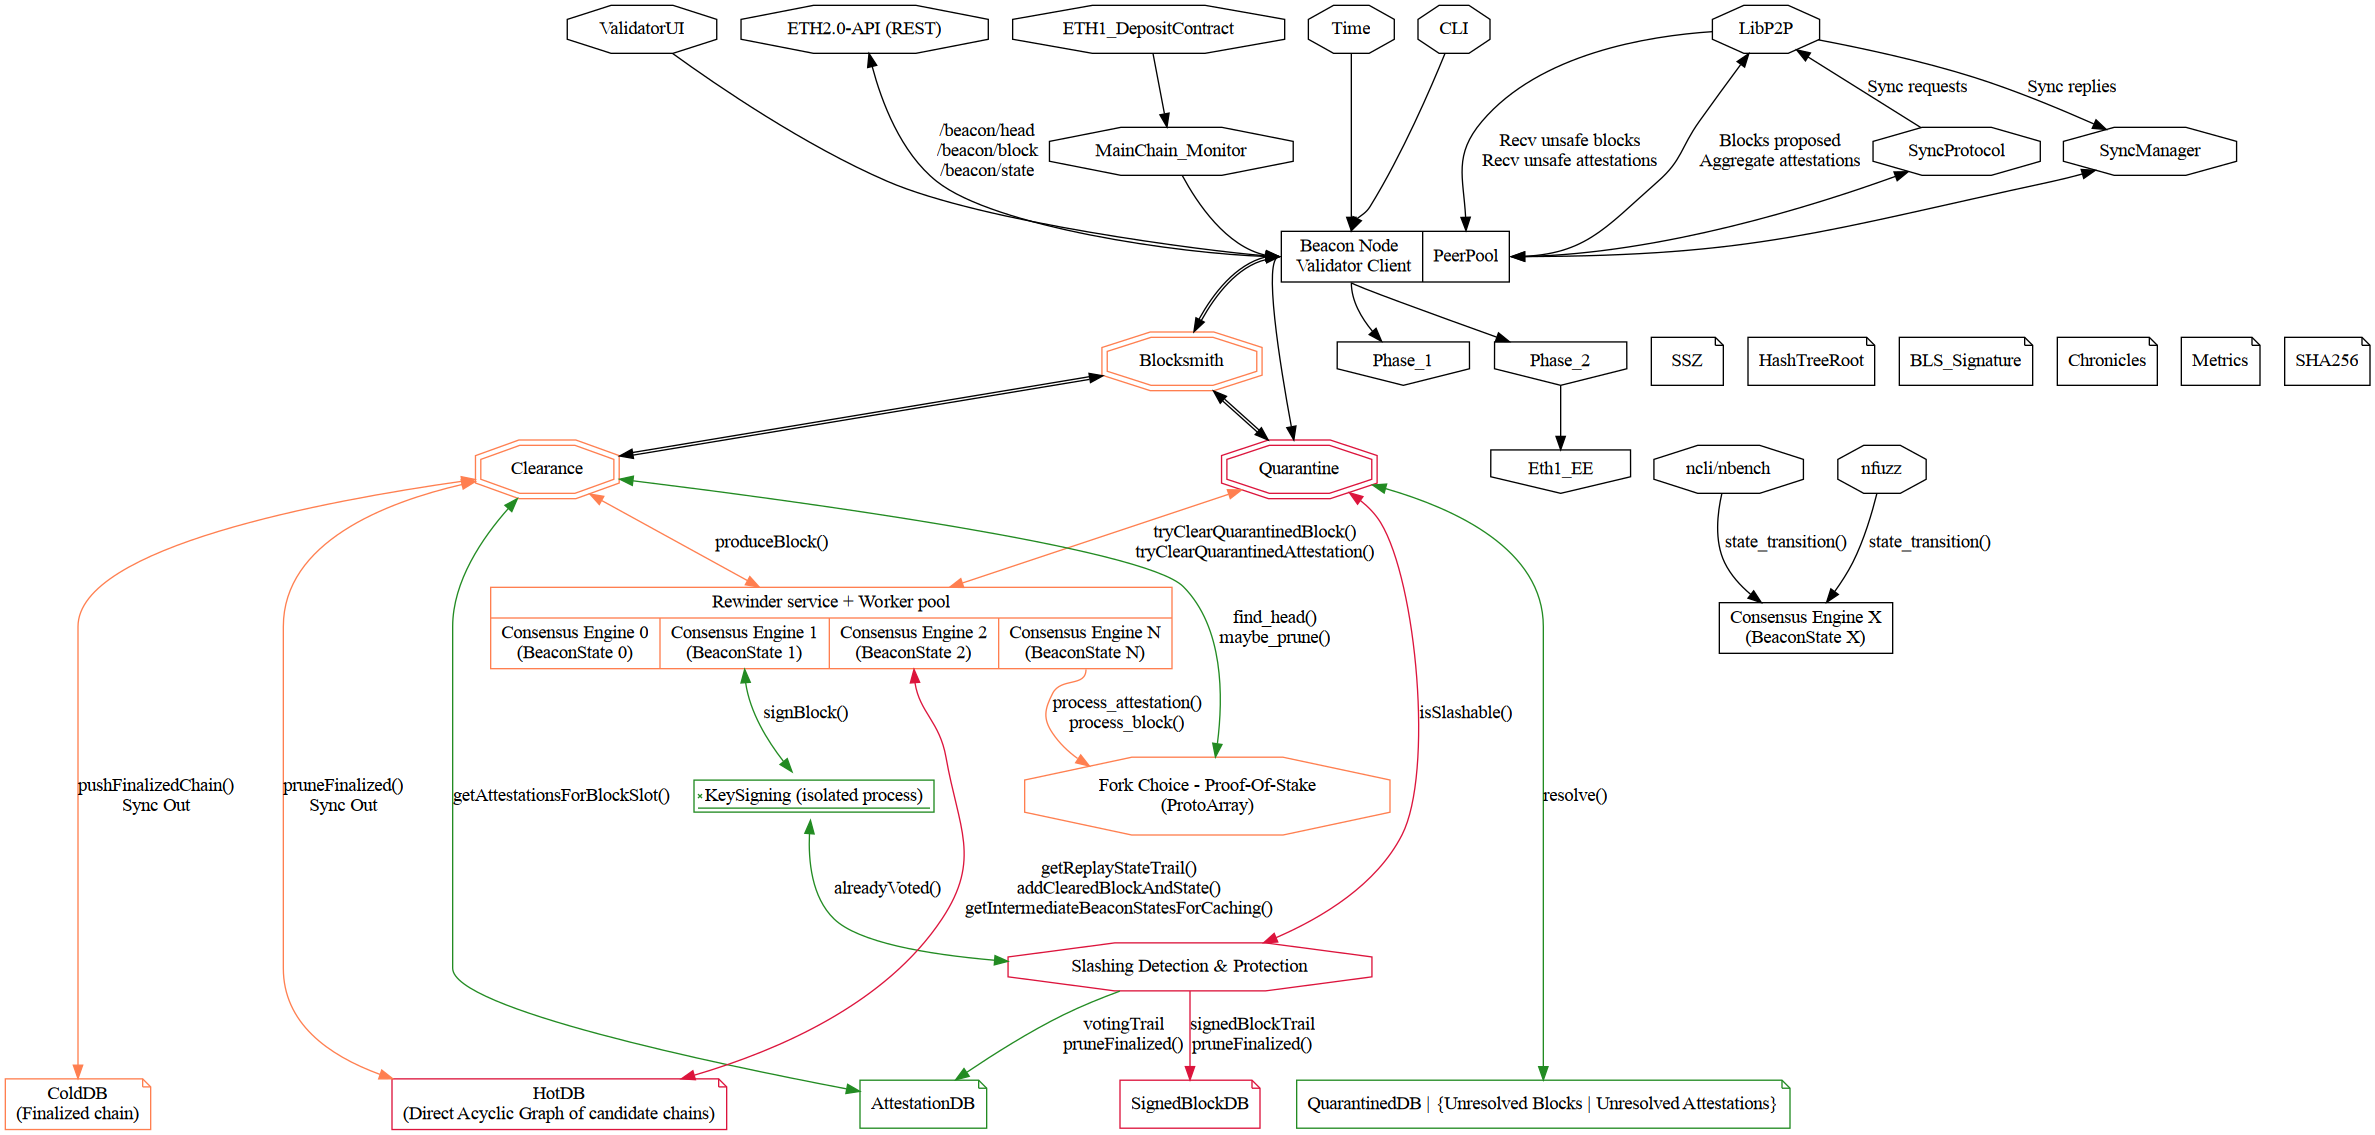 ValidatorUI
ETH2.0-API (REST)
ETH1_DepositContract
Time
CLI
LibP2P
Sync requests
Sync replies
/beacon/head
/beacon/block
/beacon/state
MainChain_Monitor
Recv unsafe blocks
Recv unsafe attestations
Blocks proposed
Aggregate attestations
SyncProtocol
SyncManager
Beacon Node
Validator Client
PeerPool
Blocksmith
Phase_1
Phase_2
SSZ
HashTreeRoot
BLS_Signature
Chronicles
Metrics
SHA256
Clearance
Quarantine
Eth1_EE
ncli/nbench
nfuzz
produceBlock()
tryClearQuarantinedBlock()
tryClearQuarantinedAttestation()
state_transition()
state_transition()
Rewinder service + Worker pool
Consensus Engine 0
(BeaconState 0)
Consensus Engine 1
(BeaconState 1)
Consensus Engine 2
(BeaconState 2)
Consensus Engine N
(BeaconState N)
find_head()
maybe_prune()
Consensus Engine X
(BeaconState X)
signBlock()
process_attestation()
process_block()
isSlashable()
pushFinalizedChain()
Sync Out
pruneFinalized()
Sync Out
getAttestationsForBlockSlot()
KeySigning (isolated process)
Fork Choice - Proof-Of-Stake
(ProtoArray)
resolve()
alreadyVoted()
getReplayStateTrail()
addClearedBlockAndState()
getIntermediateBeaconStatesForCaching()
Slashing Detection & Protection
votingTrail
pruneFinalized()
signedBlockTrail
pruneFinalized()
ColdDB
(Finalized chain)
HotDB
(Direct Acyclic Graph of candidate chains)
AttestationDB
SignedBlockDB
QuarantinedDB | {Unresolved Blocks | Unresolved Attestations}